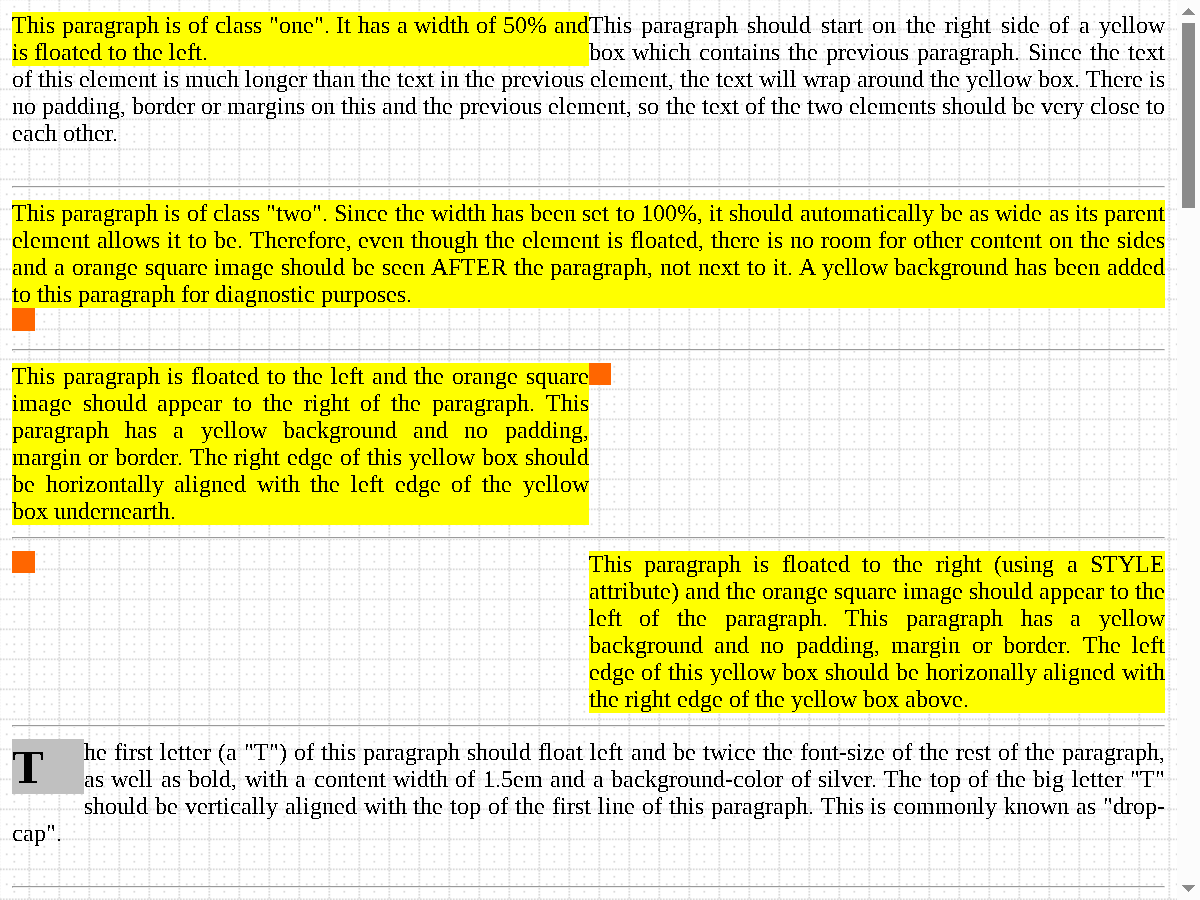 This paragraph is of class "one". It has a width of 50% and
is floated to the left.
This paragraph should start on the right side of a yellow
box which contains the previous paragraph. Since the text
of this element is much longer than the text in the previous element, the text will wrap around the yellow box. There is
no padding, border or margins on this and the previous element, so the text of the two elements should be very close to
each other.
This paragraph is of class "two". Since the width has been set to 100%, it should automatically be as wide as its parent
element allows it to be. Therefore, even though the element is floated, there is no room for other content on the sides
and a orange square image should be seen AFTER the paragraph, not next to it. A yellow background has been added
to this paragraph for diagnostic purposes.
This paragraph is floated to the left and the orange square
image should appear to the right of the paragraph. This
paragraph has a yellow background and no padding,
margin or border. The right edge of this yellow box should
be horizontally aligned with the left edge of the yellow
box undernearth.
This paragraph is floated to the right (using a STYLE
attribute) and the orange square image should appear to the
left of the paragraph. This paragraph has a yellow
background and no padding, margin or border. The left
edge of this yellow box should be horizonally aligned with
the right edge of the yellow box above.
The first letter (a "T") of this paragraph should float left and be twice the font-size of the rest of the paragraph,
as well as bold, with a content width of 1.5em and a background-color of silver. The top of the big letter "T"
should be vertically aligned with the top of the first line of this paragraph. This is commonly known as "drop-
cap".